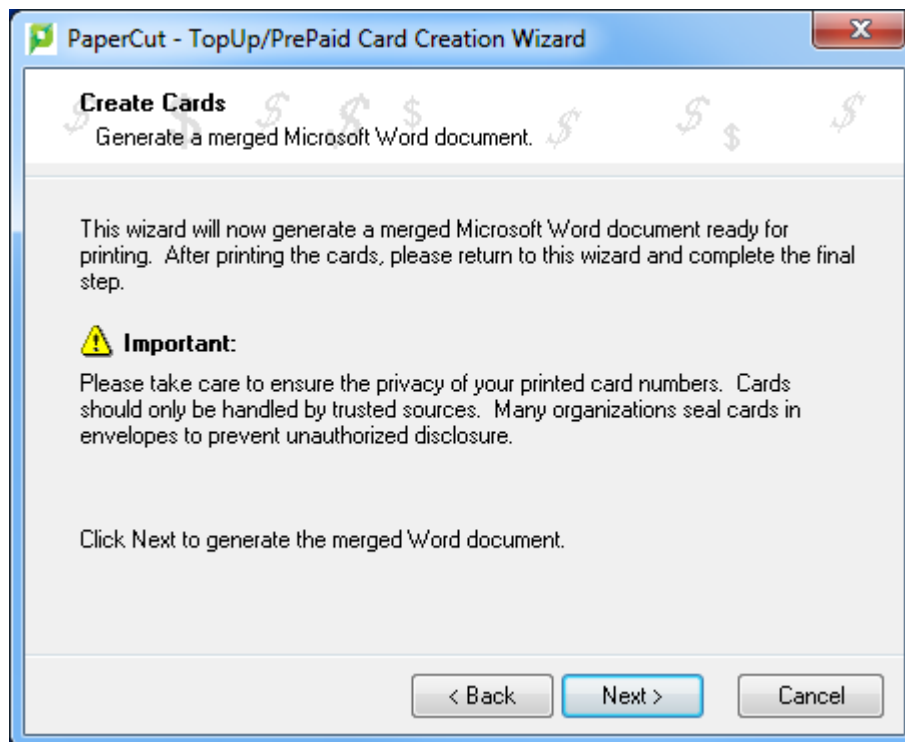 PaperCut - TopUp/PrePaid Card Creation Wizard
Create Cards
Generate a merged Microsoft Word document.
This wizard will now generate a merged Microsoft Word document ready for
printing.  After printing the cards, please return to this wizard and complete the final
step.
Important:
Please take care to ensure the privacy of your printed card numbers.  Cards
should only be handled by trusted sources.  Many organizations seal cards in
envelopes to prevent unauthorized disclosure.
Click Next to generate the merged Word document.
< Back
Next >
Cancel